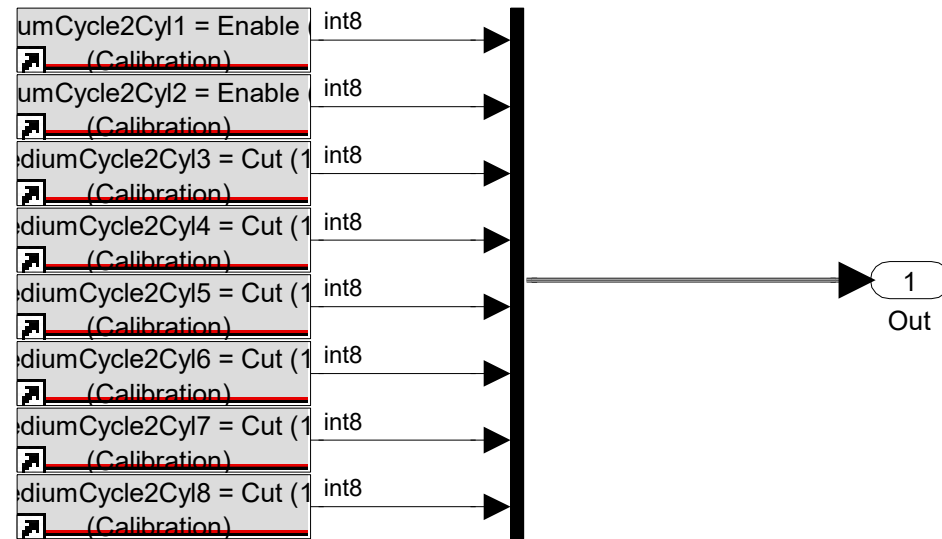 umCycle2Cyl1 = Enable (
(Calibration)
int8
umCycle2Cyl2 = Enable (
(Calibration)
int8
ediumCycle2Cyl3 = Cut (1
(Calibration)
int8
ediumCycle2Cyl4 = Cut (1
(Calibration)
int8
ediumCycle2Cyl5 = Cut (1
(Calibration)
int8
ediumCycle2Cyl6 = Cut (1
(Calibration)
int8
ediumCycle2Cyl7 = Cut (1
(Calibration)
int8
ediumCycle2Cyl8 = Cut (1
(Calibration)
int8
1
Out